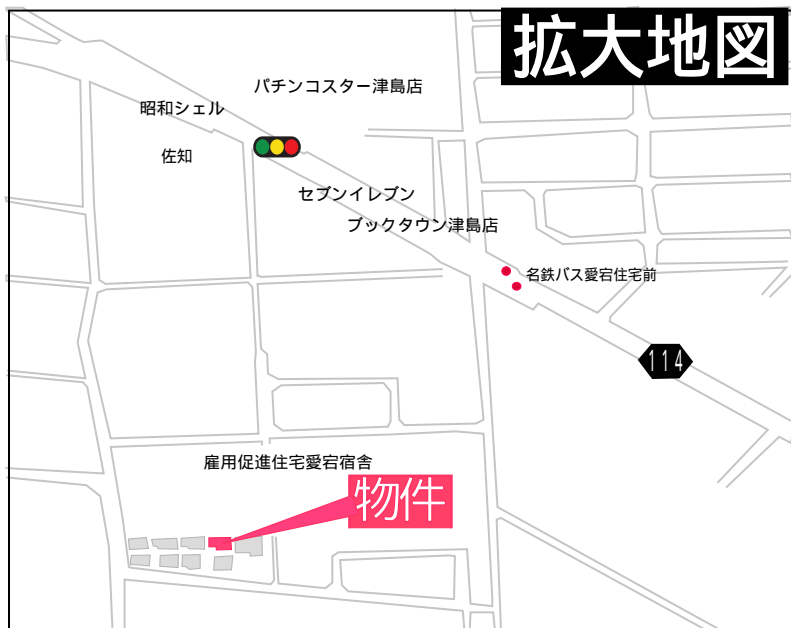 拡大地図
パチンコスター津島店
昭和シェル
佐知
セブンイレブン
ブックタウン津島店
名鉄バス愛宕住宅前
114
雇用促進住宅愛宕宿舎
物件